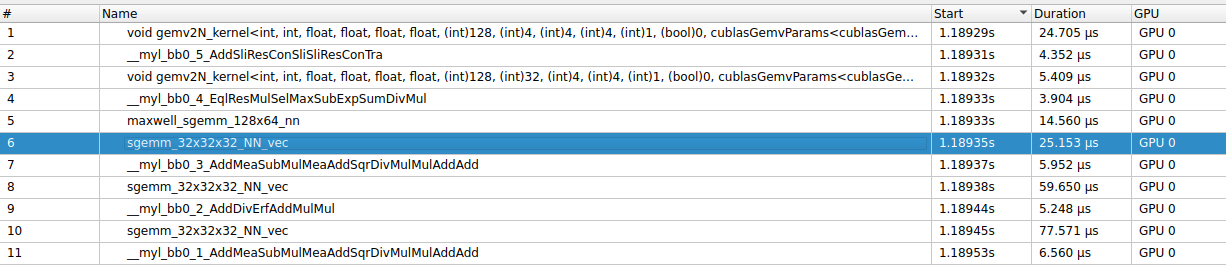 # Name Start Duration GPU
1 void gemv2N_kernel<int, int, float, float, float, float, (int)128, (int)4, (int)4, (int)4, (int)1, (bool)0, cublasGemvParams<cublasGem... 1.18929s 24.705 μs GPU 0
2 __myl_bb0_5_AddSliResConSliSliResConTra 1.18931s 4.352 μs GPU 0
3 void gemv2N_kernel<int, int, float, float, float, float, (int)128, (int)32, (int)4, (int)4, (int)1, (bool)0, cublasGemvParams<cublasGe... 1.18932s 5.409 μs GPU 0
4 __myl_bb0_4_EqlResMulSelMaxSubExpSumDivMul 1.18933s 3.904 μs GPU 0
5 maxwell_sgemm_128x64_nn 1.18933s 14.560 μs GPU 0
6 sgemm_32x32x32_NN_vec 1.18935s 25.153 μs GPU 0
7 __myl_bb0_3_AddMeaSubMulMeaAddSqrDivMulMulAddAdd 1.18937s 5.952 μs GPU 0
8 sgemm_32x32x32_NN_vec 1.18938s 59.650 μs GPU 0
9 __myl_bb0_2_AddDivErfAddMulMul 1.18944s 5.248 μs GPU 0
10 sgemm_32x32x32_NN_vec 1.18945s 77.571 μs GPU 0
11 __myl_bb0_1_AddMeaSubMulMeaAddSqrDivMulMulAddAdd 1.18953s 6.560 μs GPU 0